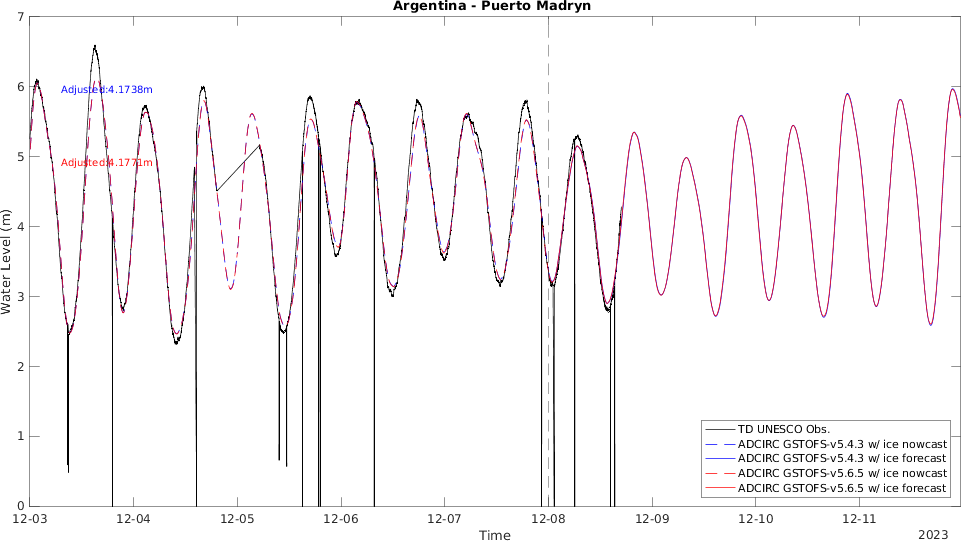 Argentina - Puerto Madryn
7
6
5
4
3
2
1
0
Water Level (m)
Adjusted:4.1738m
Adjusted:4.1771m
TD UNESCO Obs.
ADCIRC GSTOFS-v5.4.3 w/ ice nowcast
ADCIRC GSTOFS-v5.4.3 w/ ice forecast
ADCIRC GSTOFS-v5.6.5 w/ ice nowcast
ADCIRC GSTOFS-v5.6.5 w/ ice forecast
12-03 12-04 12-05 12-06 12-07 12-08 12-09 12-10 12-11
Time
2023